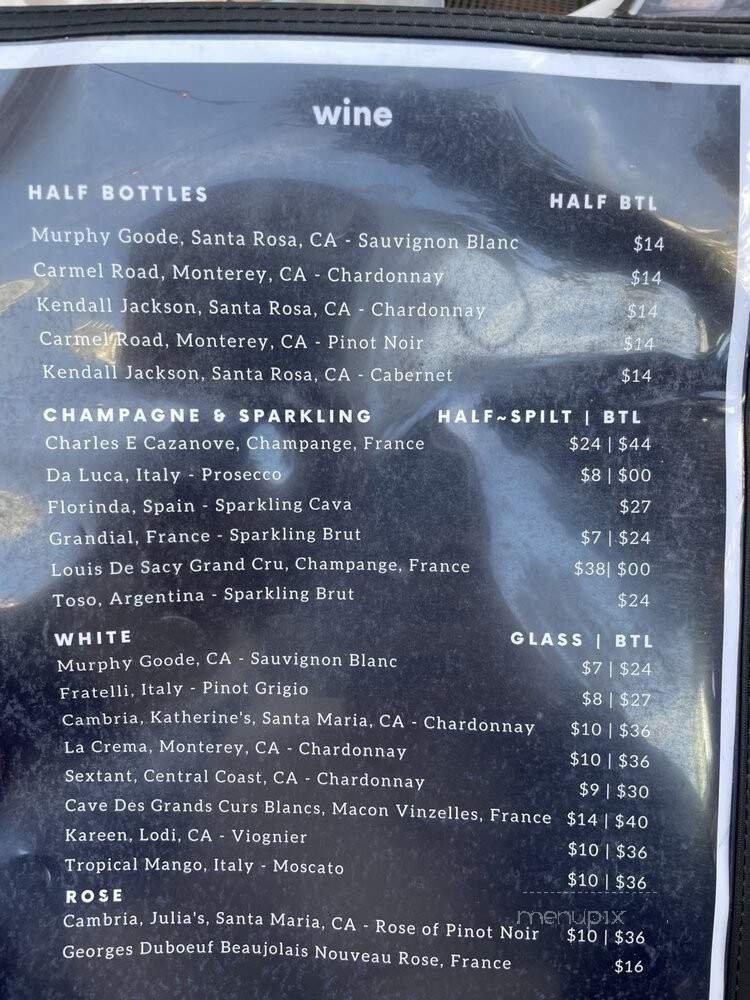 wine
HALF BOTTLES HALF BTL
Murphy Goode, Santa Rosa, CA - Sauvignon Blanc $14
Carmel Road, Monterey, CA - Chardonnay $14
Kendall Jackson, Santa Rosa, CA - Chardonnay $14
Carmel Road, Monterey, CA - Pinot Noir $14
Kendall Jackson, Santa Rosa, CA - Cabernet $14
CHAMPAGNE & SPARKLING HALF~SPILT | BTL
Charles E Cazanove, Champange, France $24 | $44
Da Luca, Italy - Prosecco $8 | $00
Florinda, Spain - Sparkling Cava $27
Grandial, France - Sparkling Brut $7 | $24
Louis De Sacy Grand Cru, Champange, France $38| $00
Toso, Argentina - Sparkling Brut $24
WHITE GLASS | BTL
Murphy Goode, CA - Sauvignon Blanc $7 | $24
Fratelli, Italy - Pinot Grigio $8 | $27
Cambria, Katherine's, Santa Maria, CA - Chardonnay $10 | $36
La Crema, Monterey, CA - Chardonnay $10 | $36
Sextant, Central Coast, CA - Chardonnay $9 | $30
Cave Des Grands Curs Blancs, Macon Vinzelles, France $14 | $40
Kareen, Lodi, CA - Viognier $10 | $36
Tropical Mango, Italy - Moscato $10 | $36
ROSE
menupix
Cambria, Julia's, Santa Maria, CA - Rose of Pinot Noir $10 | $36
Georges Duboeuf Beaujolais Nouveau Rose, France $16